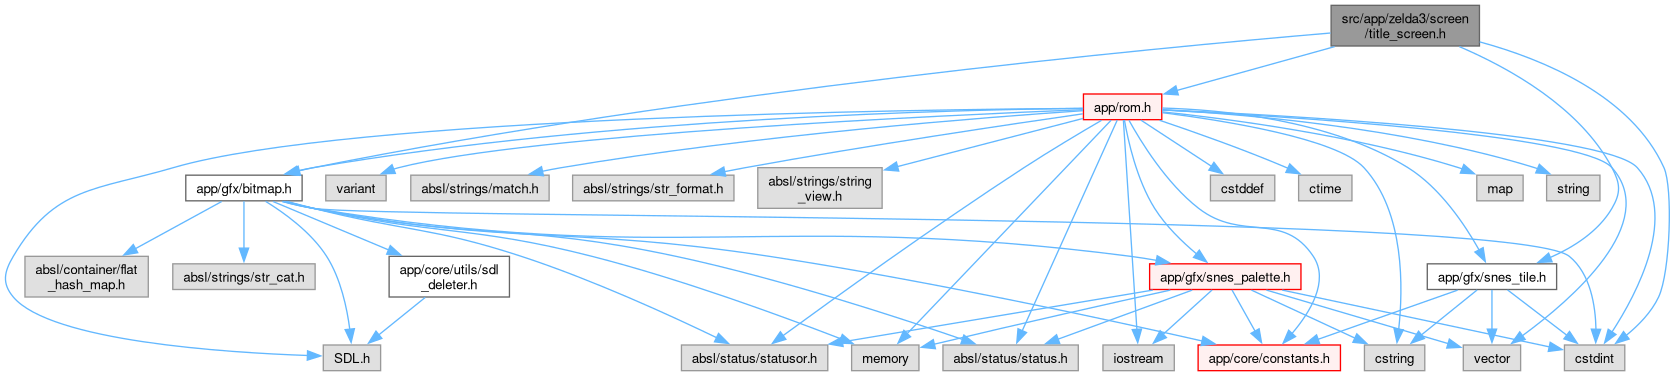 src/app/zelda3/screen
/title_screen.h
app/rom.h
app/gfx/bitmap.h
variant
absl/strings/match.h
absl/strings/str_format.h
absl/strings/string
_view.h
cstddef
ctime
map
string
absl/container/flat
_hash_map.h
absl/strings/str_cat.h
app/core/utils/sdl
_deleter.h
app/gfx/snes_palette.h
app/gfx/snes_tile.h
SDL.h
absl/status/statusor.h
memory
absl/status/status.h
iostream
app/core/constants.h
cstring
vector
cstdint